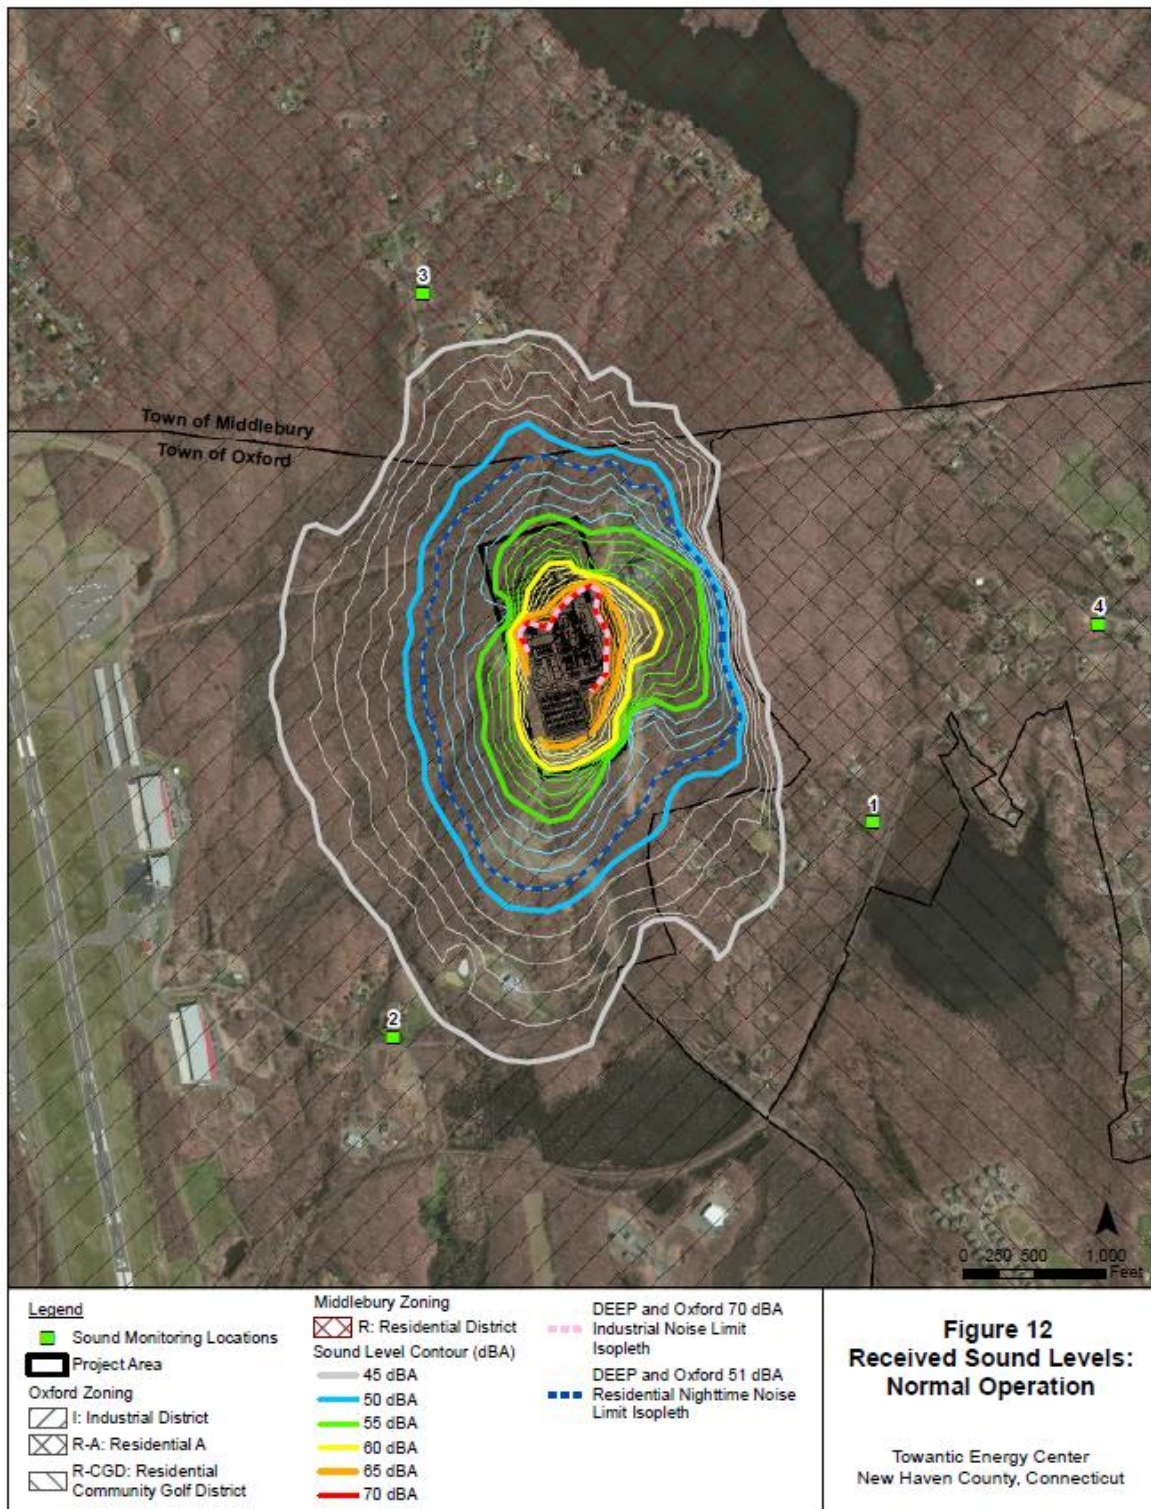 3
Town of Middlebury
Town of Oxford
4
1
2
0 250 500 1,000
Feet
Legend
Sound Monitoring Locations
Project Area
Oxford Zoning
I: Industrial District
R-A: Residential A
R-CGD: Residential
Community Golf District
Middlebury Zoning
R: Residential District
Sound Level Contour (dBA)
45 dBA
50 dBA
55 dBA
60 dBA
65 dBA
70 dBA
DEEP and Oxford 70 dBA
Industrial Noise Limit
Isopleth
DEEP and Oxford 51 dBA
Residential Nighttime Noise
Limit Isopleth
Figure 12
Received Sound Levels:
Normal Operation
Towantic Energy Center
New Haven County, Connecticut